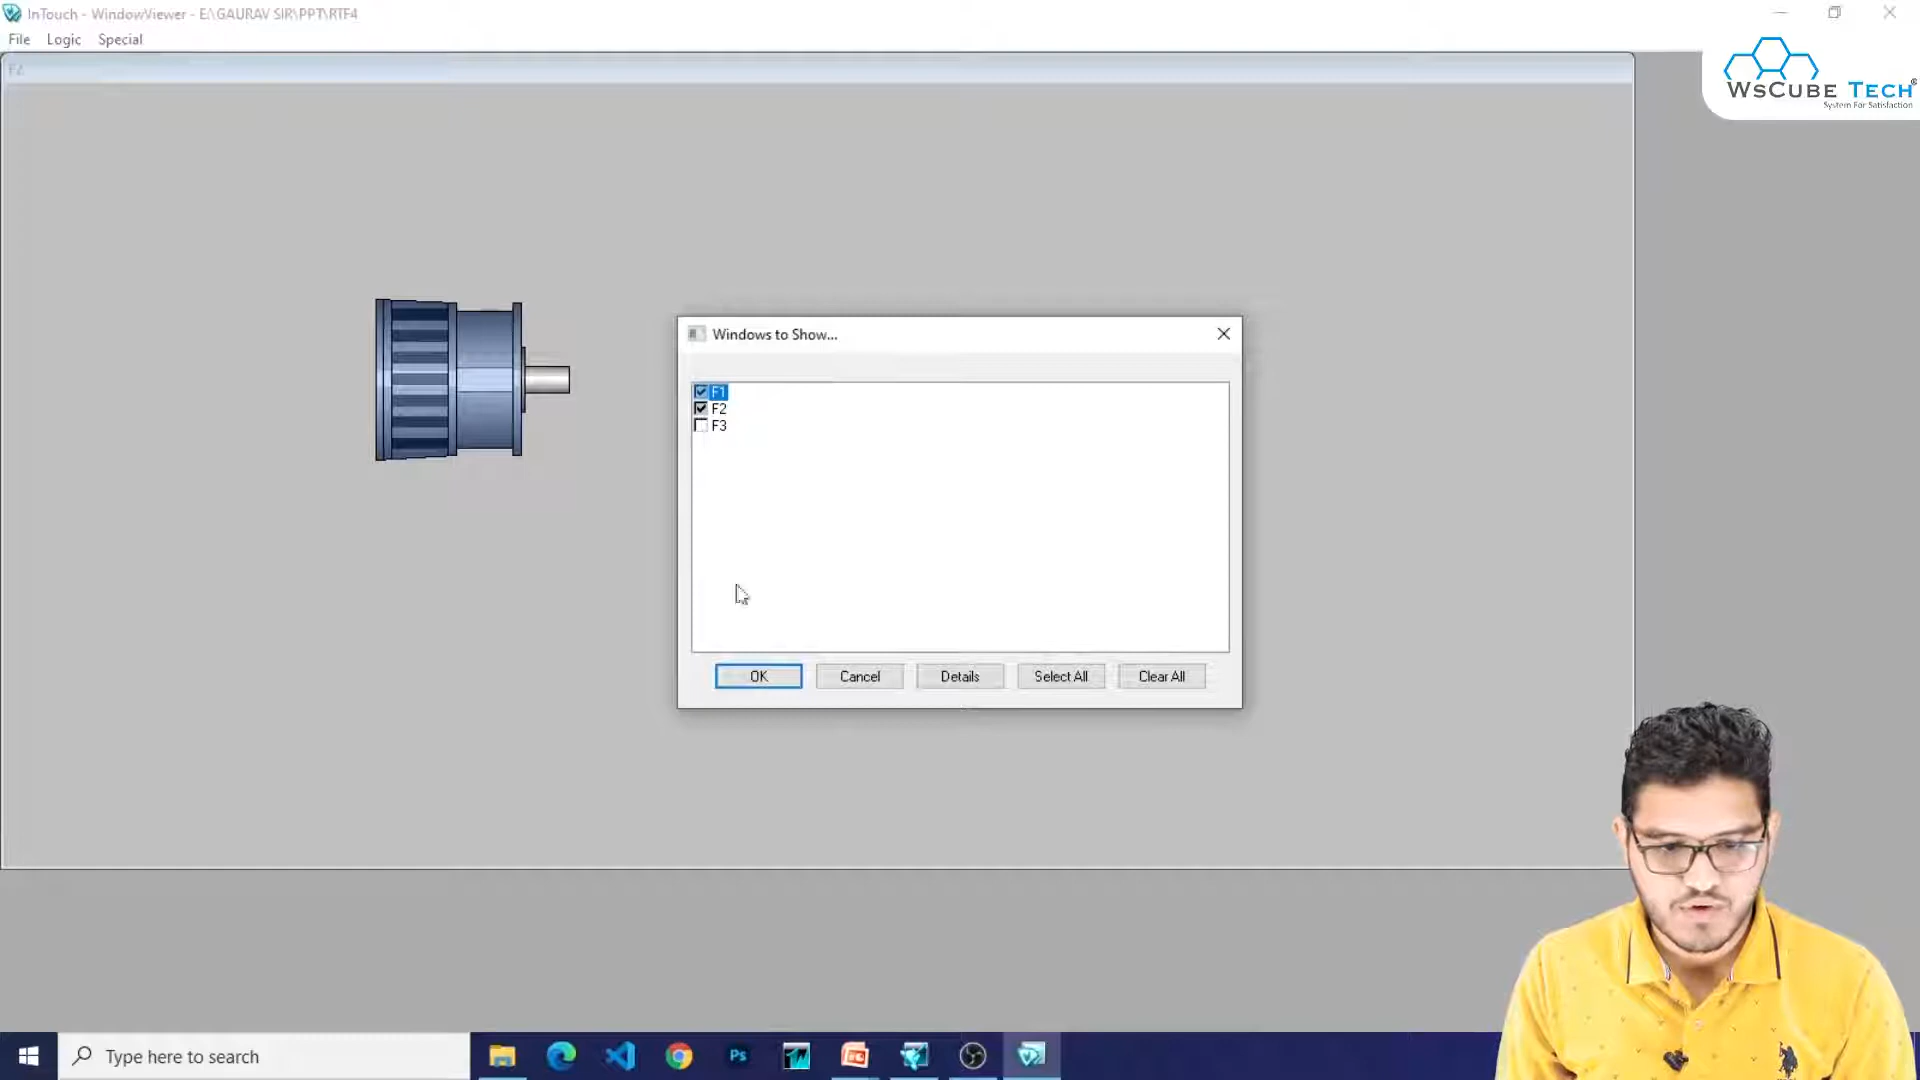 InTouch - WindowViewer - E:\GAURAV SIR\PPT\RTF4
File Logic Special
WsCube Tech®
System For Satisfaction
Windows to Show...
F1
F2
F3
OK Cancel Details Select All Clear All
Type here to search
Ps